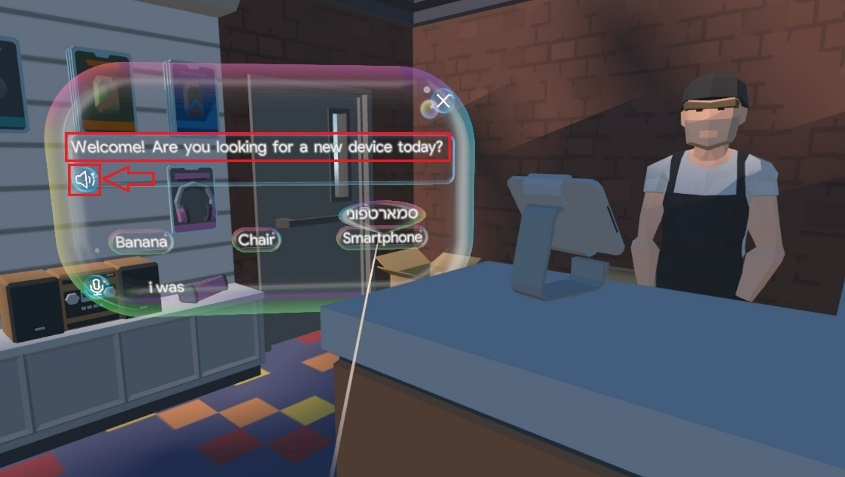 Welcome! Are you looking for a new device today?
סמארטפון
Banana Chair Smartphone
i was